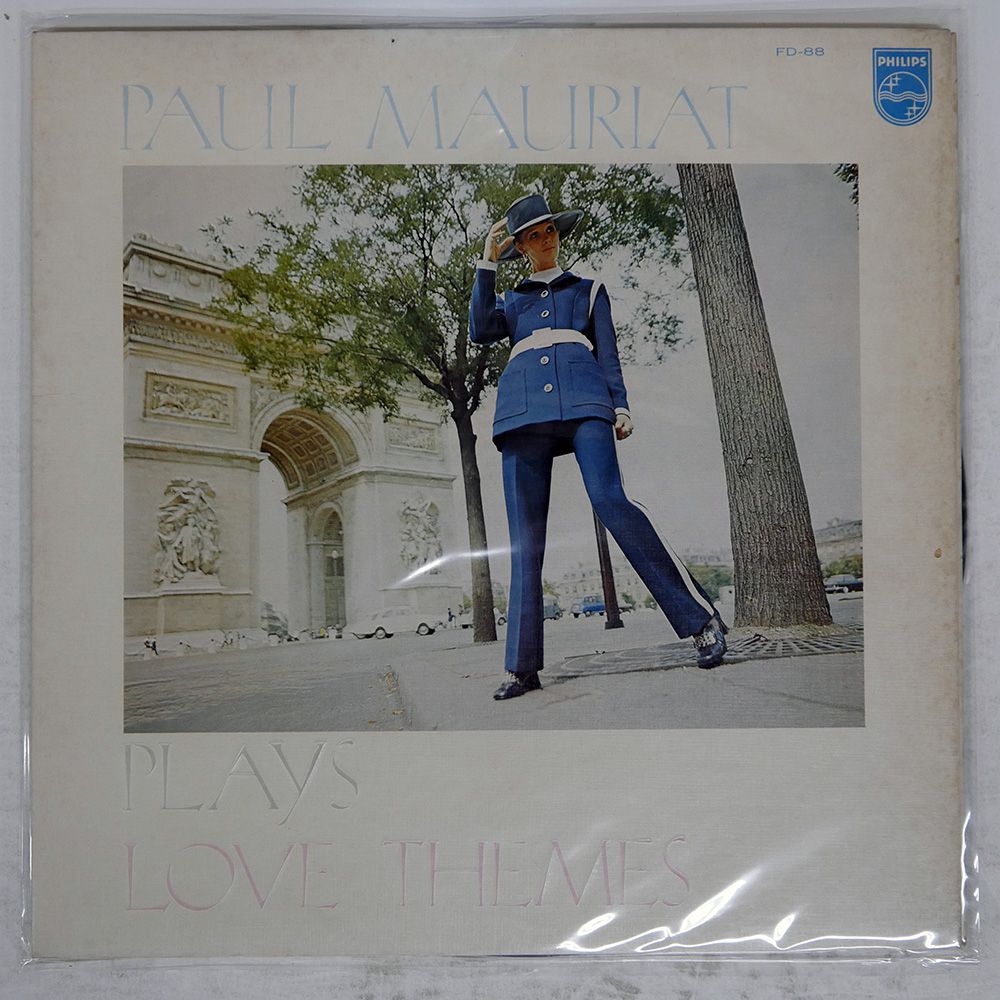 FD-88
PHILIPS
PAUL MAURIAT
PLAYS
LOVE THEMES